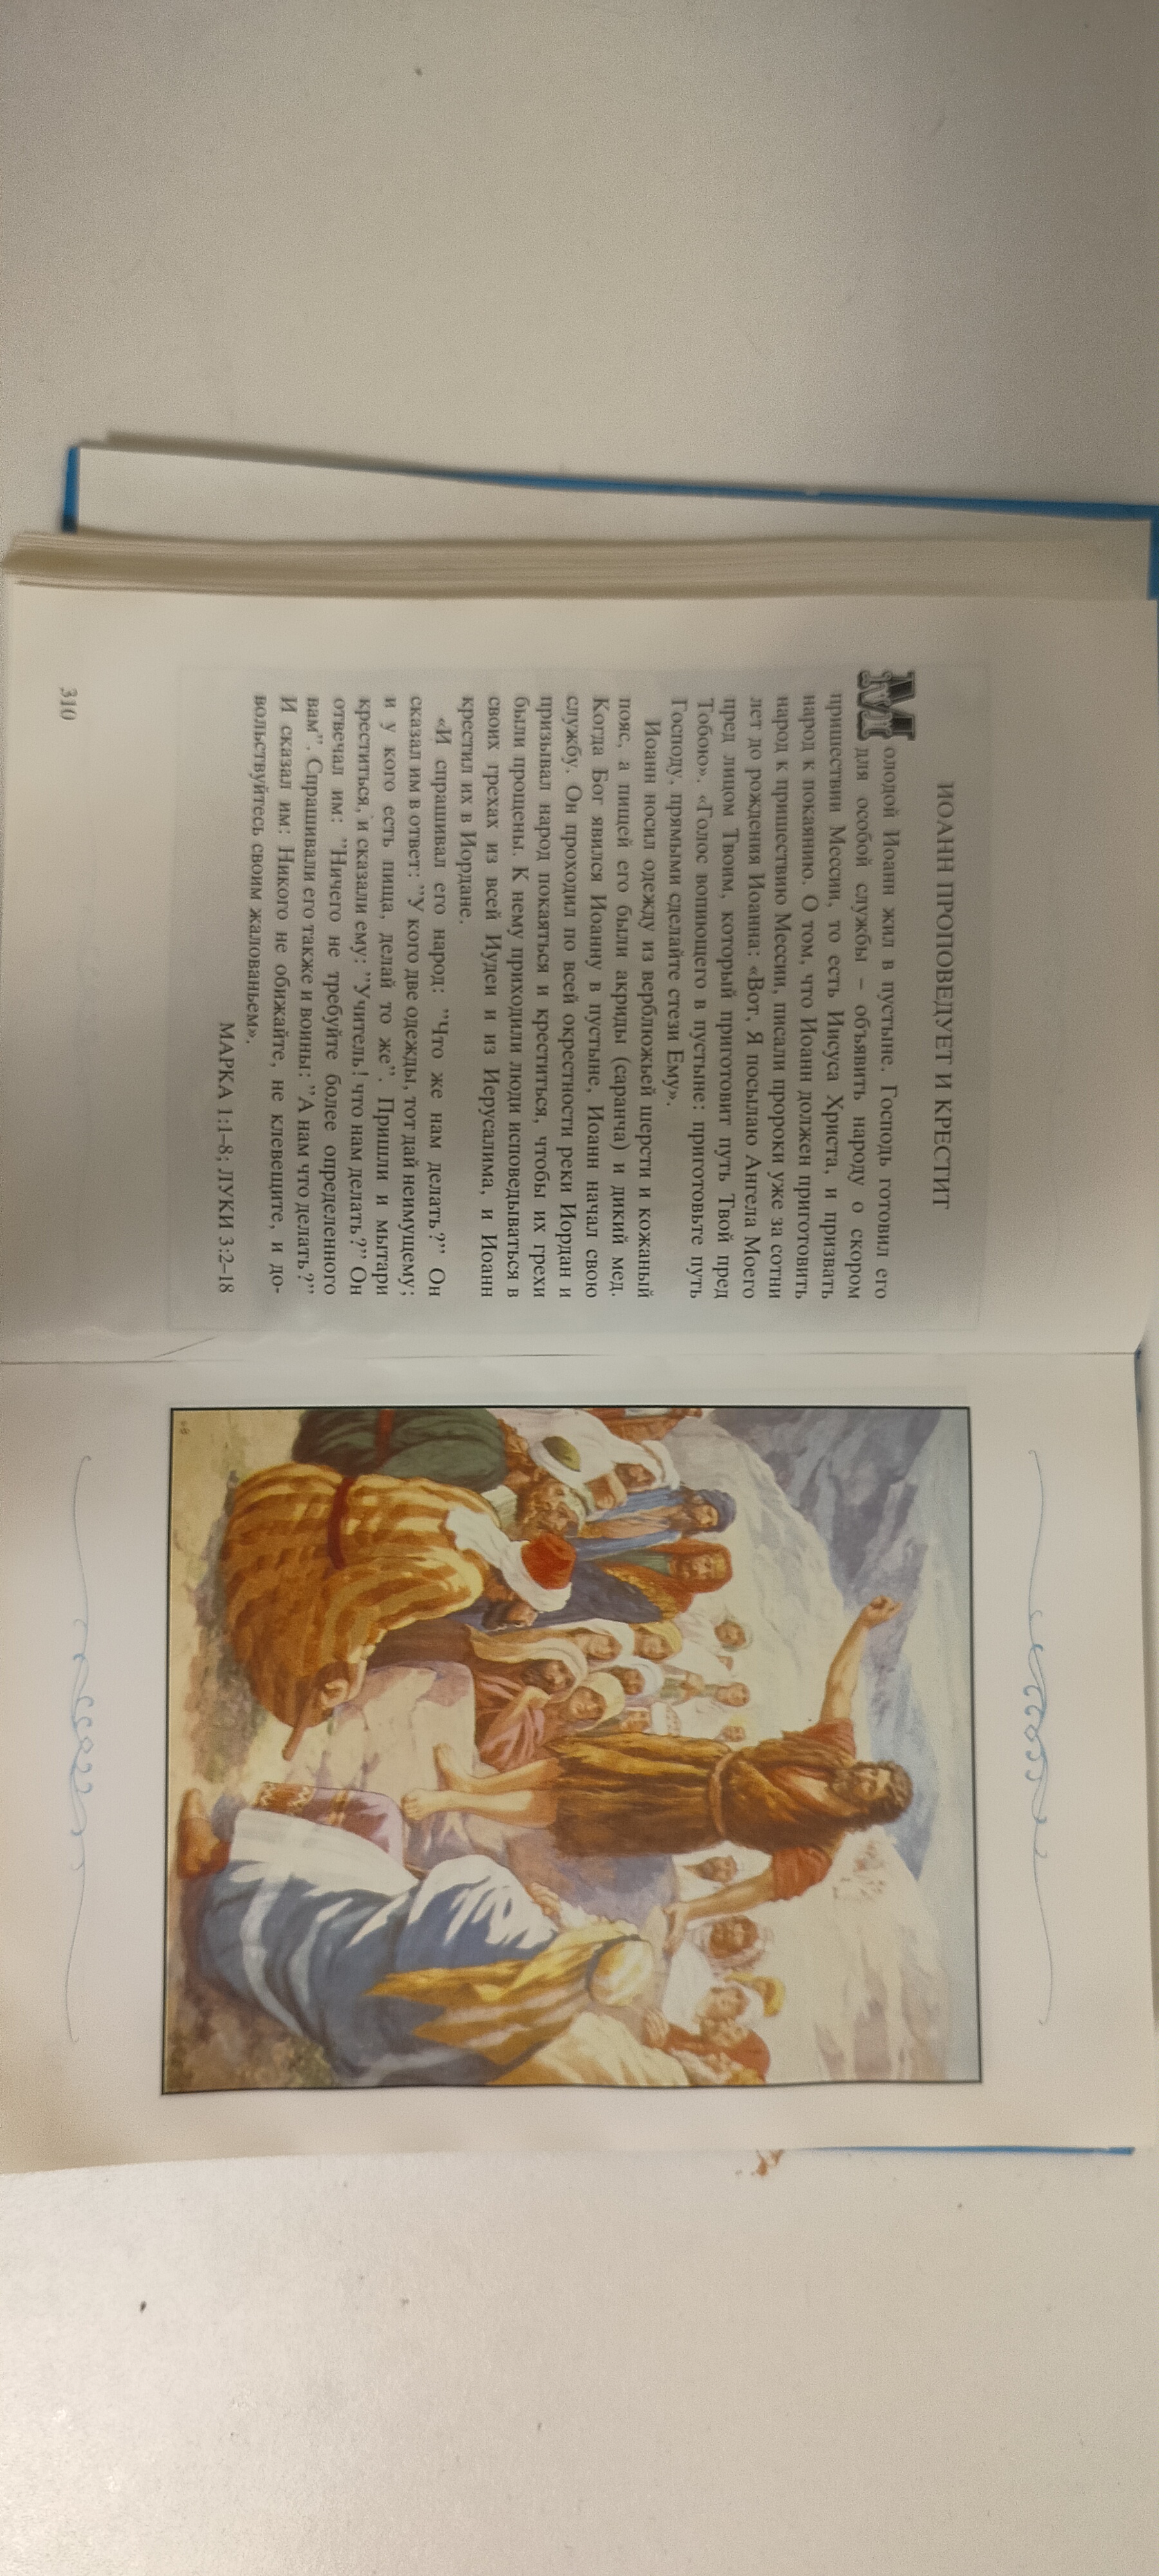 ИОАНН ПРОПОВЕДУЕТ И КРЕСТИТ
Молодой Иоанн жил в пустыне. Господь готовил его
для особой службы – объявить народу о скором
пришествии Мессии, то есть Иисуса Христа, и призвать
народ к покаянию. О том, что Иоанн должен приготовить
народ к пришествию Мессии, писали пророки уже за сотни
лет до рождения Иоанна: «Вот, Я посылаю Ангела Моего
пред лицом Твоим, который приготовит путь Твой пред
Тобою». «Голос вопиющего в пустыне: приготовьте путь
Господу, прямыми сделайте стези Ему».
Иоанн носил одежду из верблюжьей шерсти и кожаный
пояс, а пищей его были акриды (саранча) и дикий мед.
Когда Бог явился Иоанну в пустыне, Иоанн начал свою
службу. Он проходил по всей окрестности реки Иордан и
призывал народ покаяться и креститься, чтобы их грехи
были прощены. К нему приходили люди исповедываться в
своих грехах из всей Иудеи и из Иерусалима, и Иоанн
крестил их в Иордане.
«И спрашивал его народ: ”Что же нам делать?” Он
сказал им в ответ: ”У кого две одежды, тот дай неимущему;
и у кого есть пища, делай то же”. Пришли и мытари
креститься, и сказали ему: ”Учитель! что нам делать?” Он
отвечал им: ”Ничего не требуйте более определенного
вам”. Спрашивали его также и воины: ”А нам что делать?”
И сказал им: Никого не обижайте, не клевещите, и до-
вольствуйтесь своим жалованьем».
МАРКА 1:1–8; ЛУКИ 3:2–18
310